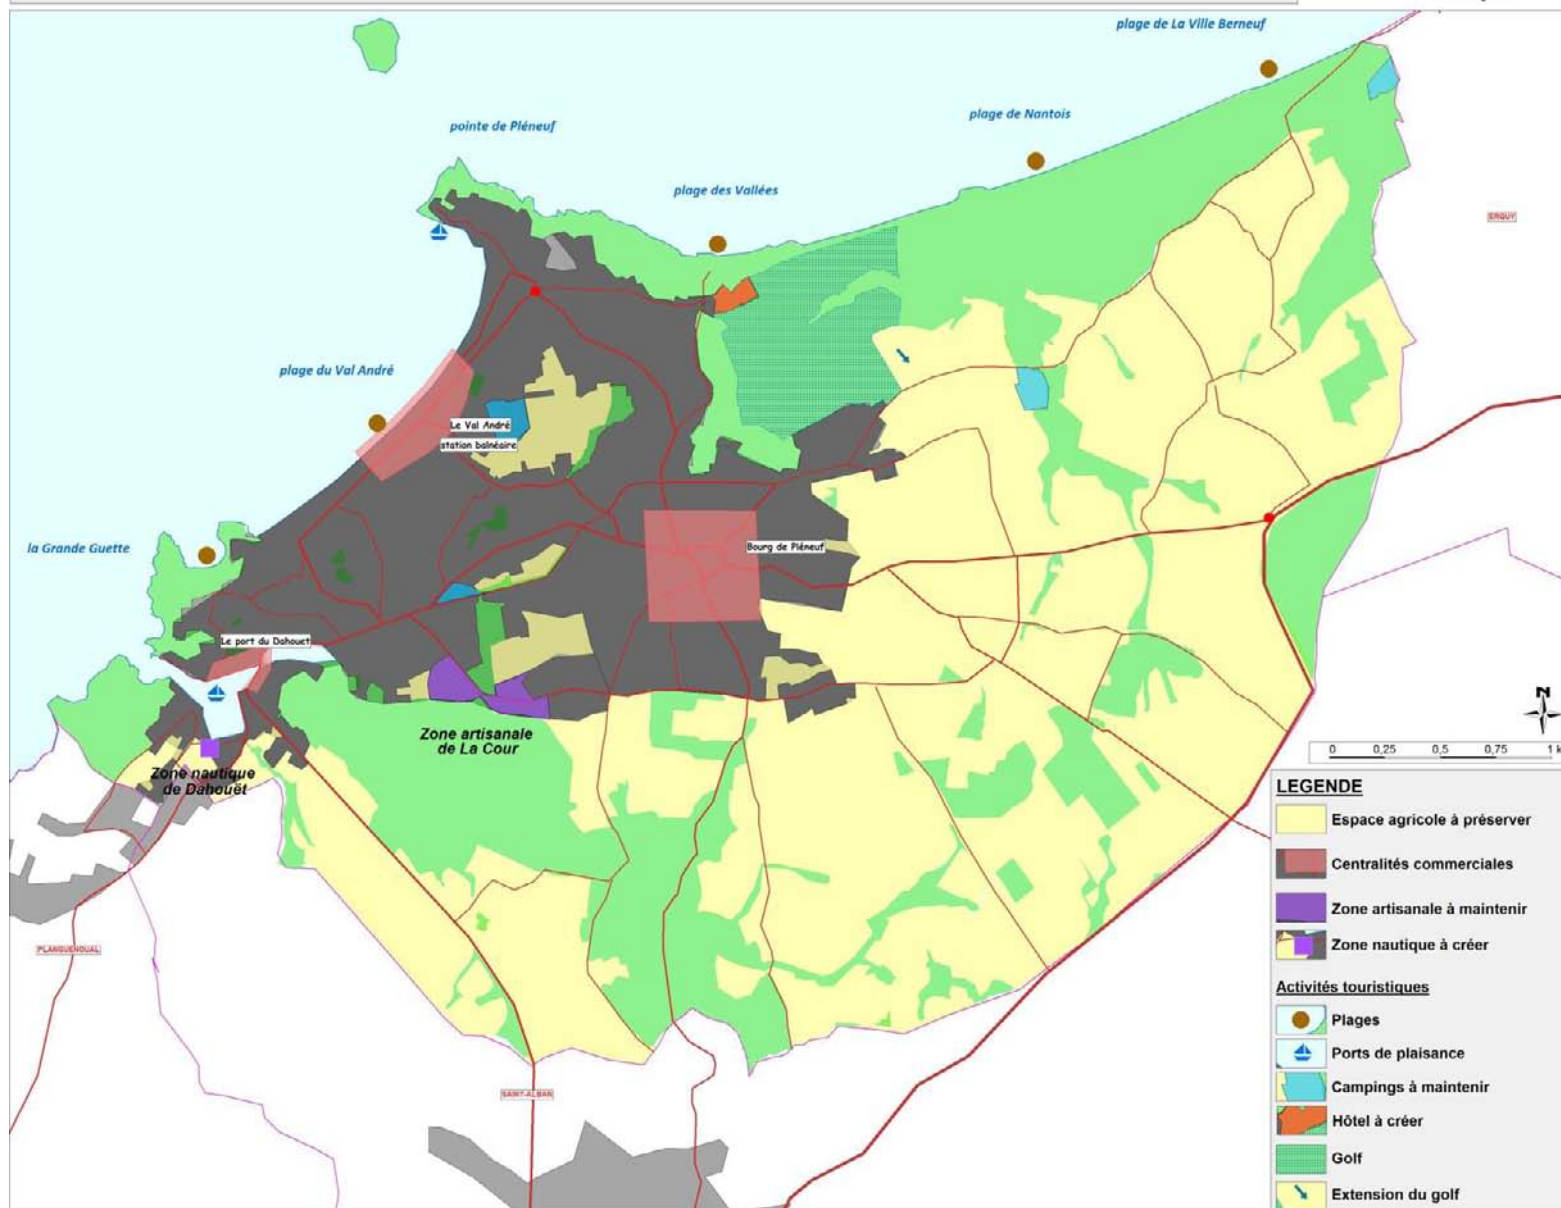 plage de La Ville Berneuf
plage de Nantois
pointe de Pléneuf
plage des Vallées
ERQUY
plage du Val André
Le Val André
station balnéaire
la Grande Guette
Bourg de Pléneuf
Le port du Dahouet
Zone artisanale
de La Cour
Zone nautique
de Dahouët
N
0 0,25 0,5 0,75 1 k
LEGENDE
Espace agricole à préserver
Centralités commerciales
Zone artisanale à maintenir
Zone nautique à créer
PLANGUENOUAL
Activités touristiques
Plages
Ports de plaisance
Campings à maintenir
SAINT-ALBAN
Hôtel à créer
Golf
Extension du golf